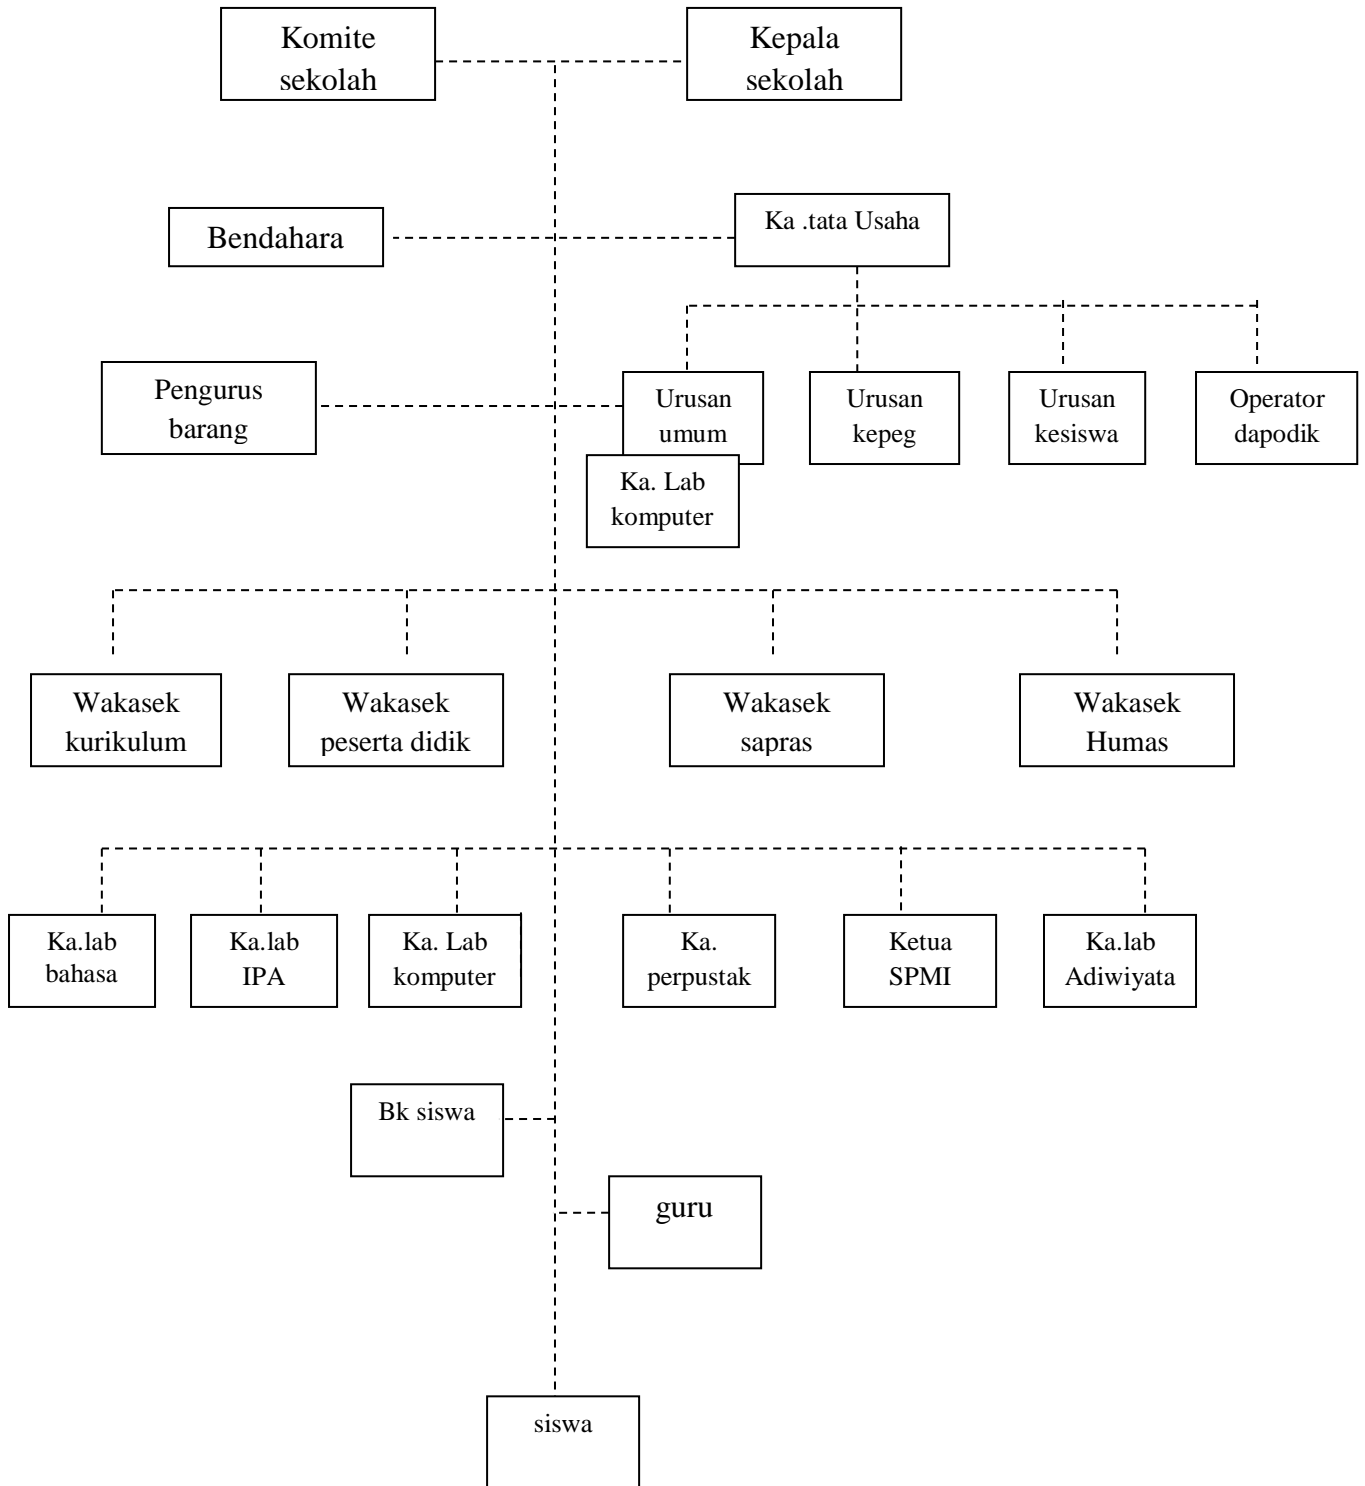 Komite
sekolah
Kepala
sekolah
Bendahara
Ka .tata Usaha
Pengurus
barang
Urusan
umum
Urusan
kepeg
Urusan
kesiswa
Operator
dapodik
Ka. Lab
komputer
Wakasek
kurikulum
Wakasek
peserta didik
Wakasek
sapras
Wakasek
Humas
Ka.lab
bahasa
Ka.lab
IPA
Ka. Lab
komputer
Ka.
perpustak
Ketua
SPMI
Ka.lab
Adiwiyata
Bk siswa
guru
siswa